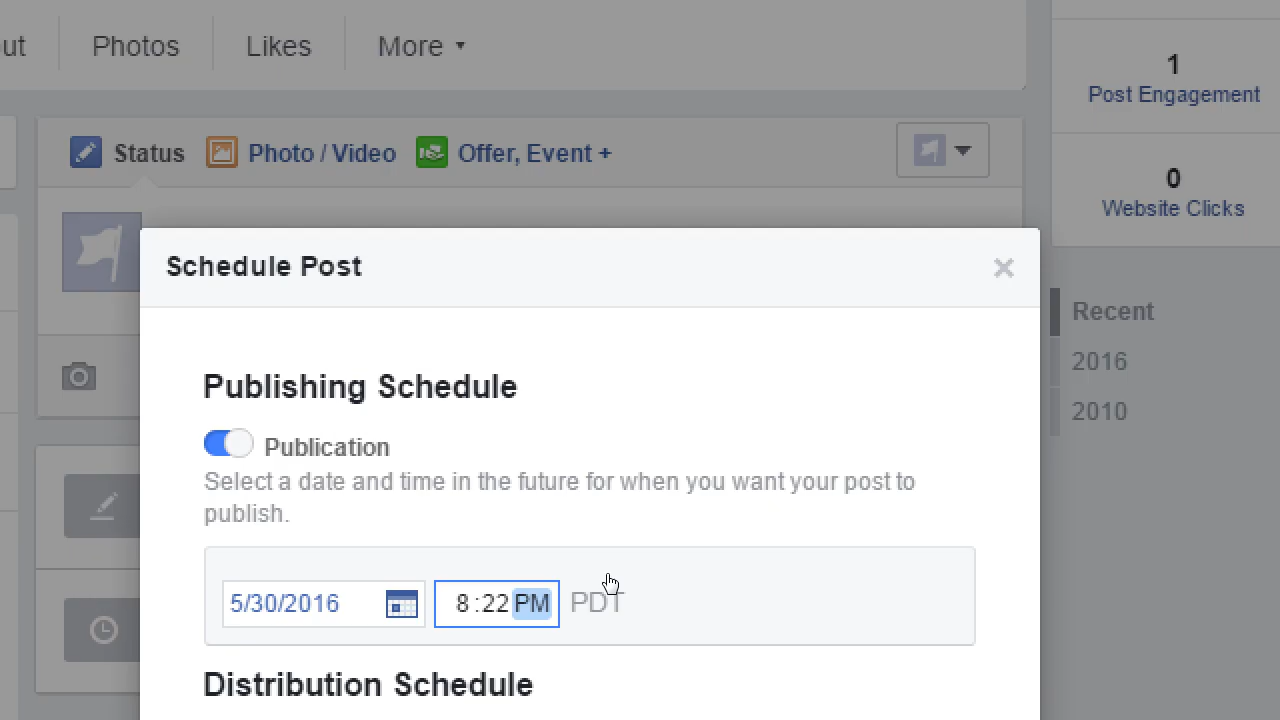 ut Photos Likes More
1
Post Engagement
0
Website Clicks
Status Photo / Video Offer, Event +
Schedule Post
Recent
2016
2010
Publishing Schedule
Publication
Select a date and time in the future for when you want your post to
publish.
5/30/2016 8:22 PM PDT
Distribution Schedule